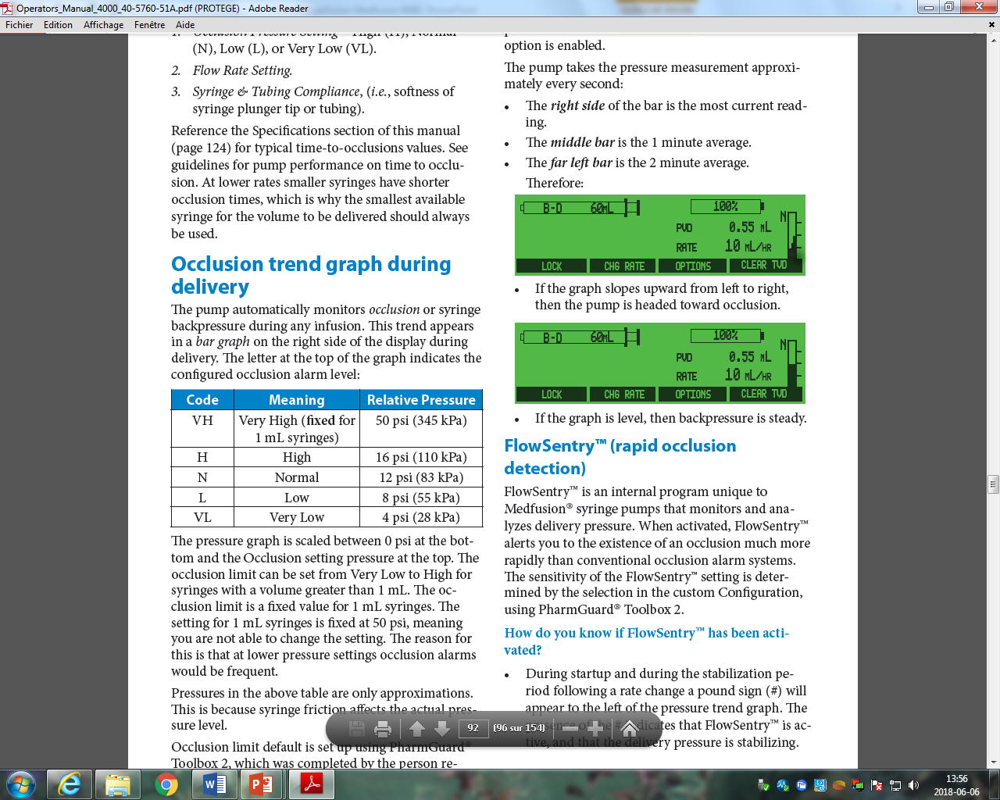 Operators_Manual_4000_40-5760-51A.pdf (PROTEGE) - Adobe Reader
Fichier Edition Affichage Fenêtre Aide
1. Occlusion Pressure Setting – High (H), Normal
(N), Low (L), or Very Low (VL).
2. Flow Rate Setting.
3. Syringe & Tubing Compliance, (i.e., softness of
syringe plunger tip or tubing).
Reference the Specifications section of this manual
(page 124) for typical time-to-occlusions values. See
guidelines for pump performance on time to occlu-
sion. At lower rates smaller syringes have shorter
occlusion times, which is why the smallest available
syringe for the volume to be delivered should always
be used.
Occlusion trend graph during
delivery
The pump automatically monitors occlusion or syringe
backpressure during any infusion. This trend appears
in a bar graph on the right side of the display during
delivery. The letter at the top of the graph indicates the
configured occlusion alarm level:
Code Meaning Relative Pressure
VH Very High (fixed for 50 psi (345 kPa)
1 mL syringes)
H High 16 psi (110 kPa)
N Normal 12 psi (83 kPa)
L Low 8 psi (55 kPa)
VL Very Low 4 psi (28 kPa)
The pressure graph is scaled between 0 psi at the bot-
tom and the Occlusion setting pressure at the top. The
occlusion limit can be set from Very Low to High for
syringes with a volume greater than 1 mL. The oc-
clusion limit is a fixed value for 1 mL syringes. The
setting for 1 mL syringes is fixed at 50 psi, meaning
you are not able to change the setting. The reason for
this is that at lower pressure settings occlusion alarms
would be frequent.
Pressures in the above table are only approximations.
This is because syringe friction affects the actual pres-
sure level.
Occlusion limit default is set up using PharmGuard®
Toolbox 2, which was completed by the person re-
option is enabled.
The pump takes the pressure measurement approxi-
mately every second:
• The right side of the bar is the most current read-
ing.
• The middle bar is the 1 minute average.
• The far left bar is the 2 minute average.
Therefore:
B-D 60mL 100%
N
PVD 0.55 mL
RATE 10 mL/HR
LOCK CHG RATE OPTIONS CLEAR TVD
• If the graph slopes upward from left to right,
then the pump is headed toward occlusion.
B-D 60mL 100%
N
PVD 0.55 mL
RATE 10 mL/HR
LOCK CHG RATE OPTIONS CLEAR TVD
• If the graph is level, then backpressure is steady.
FlowSentry™ (rapid occlusion
detection)
FlowSentry™ is an internal program unique to
Medfusion® syringe pumps that monitors and ana-
lyzes delivery pressure. When activated, FlowSentry™
alerts you to the existence of an occlusion much more
rapidly than conventional occlusion alarm systems.
The sensitivity of the FlowSentry™ setting is deter-
mined by the selection in the custom Configuration,
using PharmGuard® Toolbox 2.
How do you know if FlowSentry™ has been acti-
vated?
• During startup and during the stabilization pe-
riod following a rate change a pound sign (#) will
appear to the left of the pressure trend graph. The
presence of the # indicates that FlowSentry™ is ac-
tive, and that the delivery pressure is stabilizing.
92 (96 sur 154)
13:56
2018-06-06